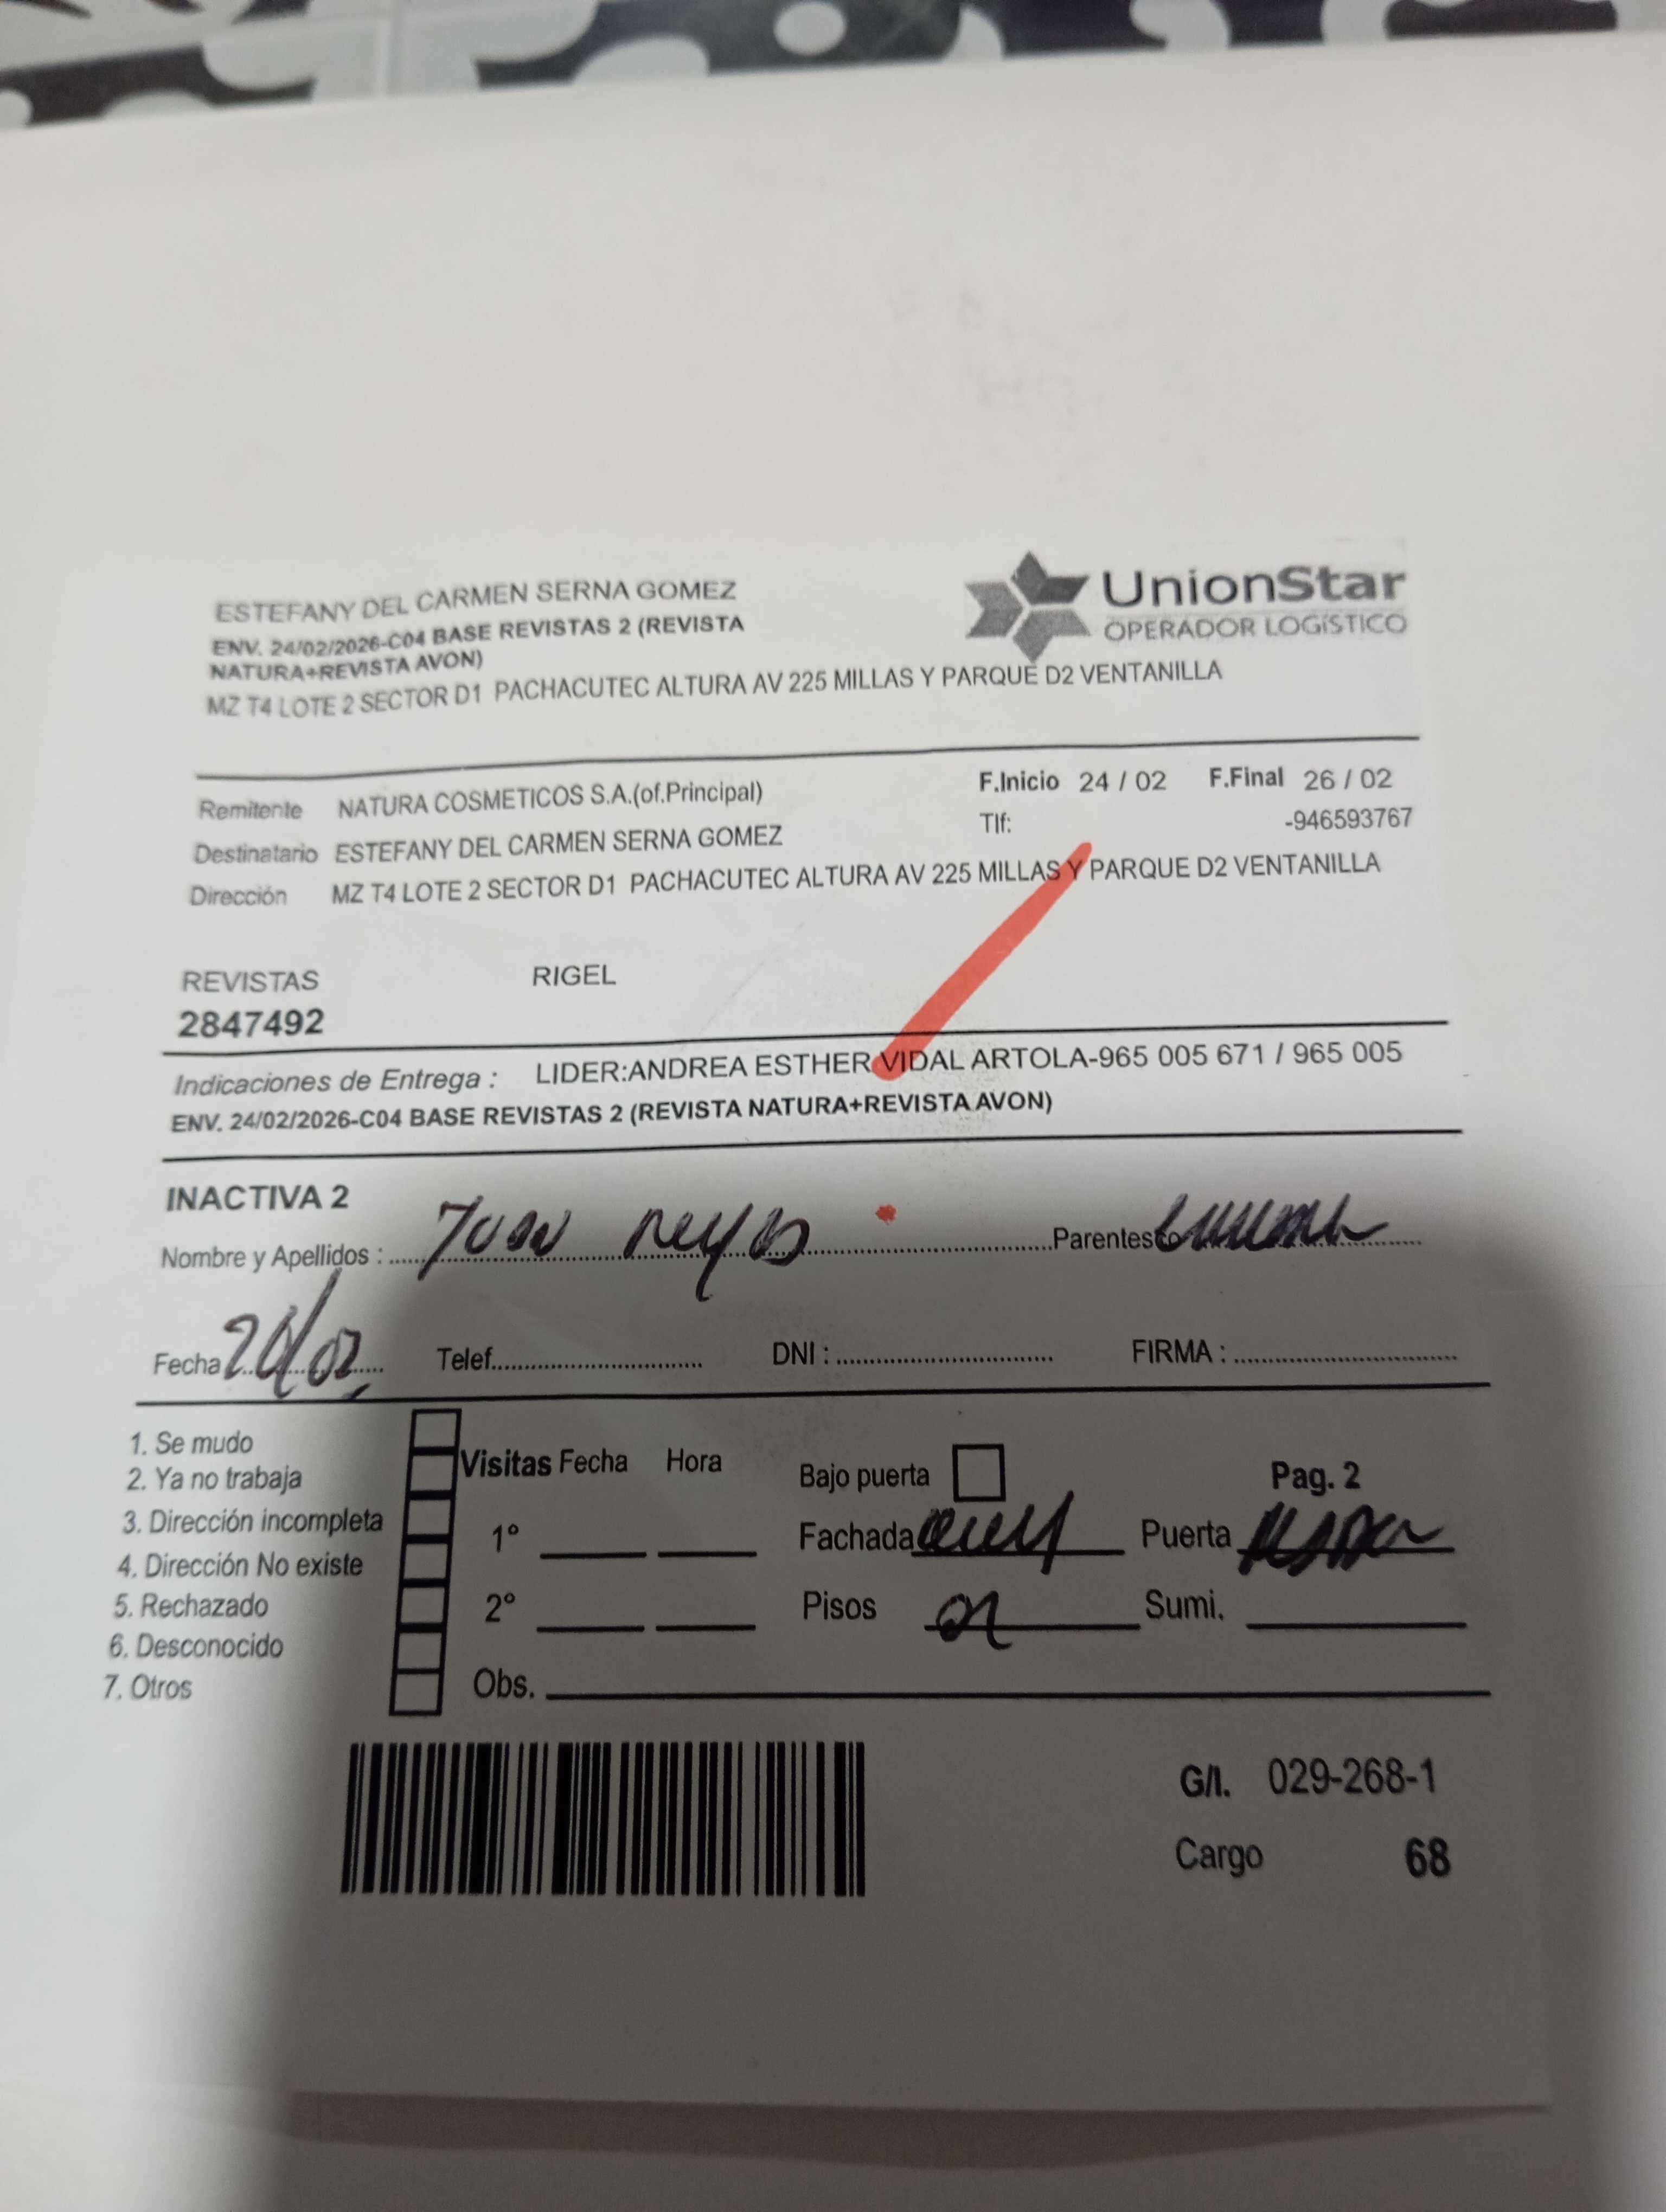 ESTEFANY DEL CARMEN SERNA GOMEZ
ENV. 24/02/2026-C04 BASE REVISTAS 2 (REVISTA
NATURA+REVISTA AVON)
MZ T4 LOTE 2 SECTOR D1 PACHACUTEC ALTURA AV 225 MILLAS Y PARQUE D2 VENTANILLA
UnionStar
OPERADOR LOGÍSTICO
Remitente NATURA COSMETICOS S.A.(of.Principal)
F.Inicio 24 / 02 F.Final 26 / 02
Destinatario ESTEFANY DEL CARMEN SERNA GOMEZ
Tlf: -946593767
Dirección MZ T4 LOTE 2 SECTOR D1 PACHACUTEC ALTURA AV 225 MILLAS Y PARQUE D2 VENTANILLA
REVISTAS RIGEL
2847492
Indicaciones de Entrega : LIDER:ANDREA ESTHER VIDAL ARTOLA-965 005 671 / 965 005
ENV. 24/02/2026-C04 BASE REVISTAS 2 (REVISTA NATURA+REVISTA AVON)
INACTIVA 2
Nombre y Apellidos : Juan Reyes Parentesco
Fecha Telef. DNI : FIRMA :
1. Se mudo
2. Ya no trabaja
3. Dirección incompleta
4. Dirección No existe
5. Rechazado
6. Desconocido
7. Otros
Visitas Fecha Hora
1°
2°
Obs.
Bajo puerta
Pag. 2
Fachada Puerta
Pisos Sumi.
G/I. 029-268-1
Cargo 68